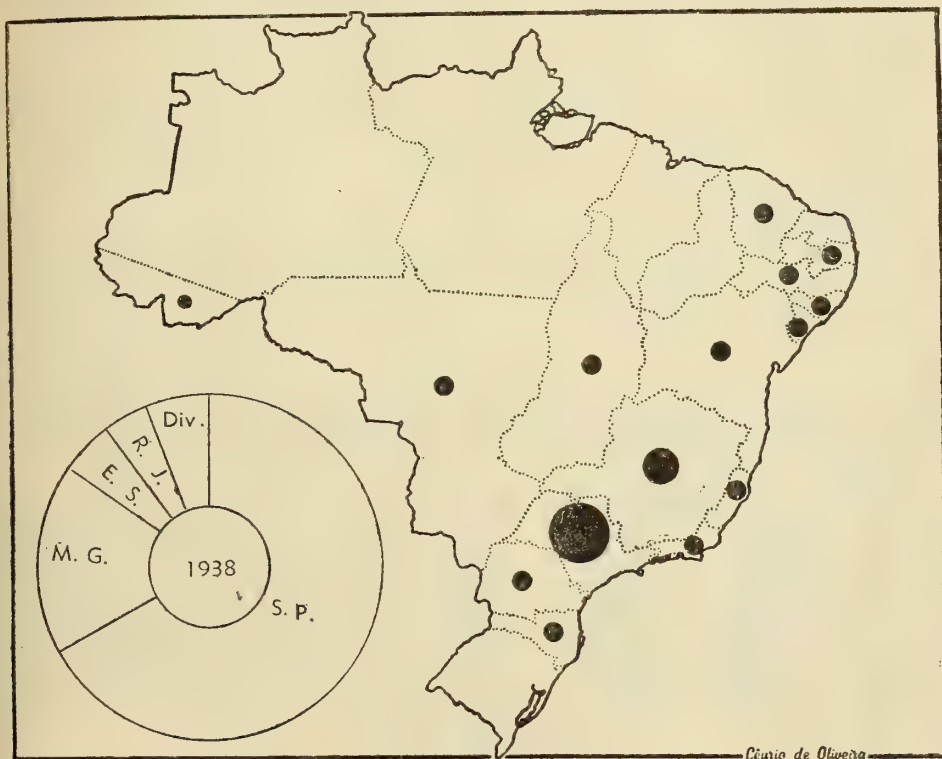 Div.
R. J.
E. S.
M. G.
1938
S. P.
Cêurio de Oliveira